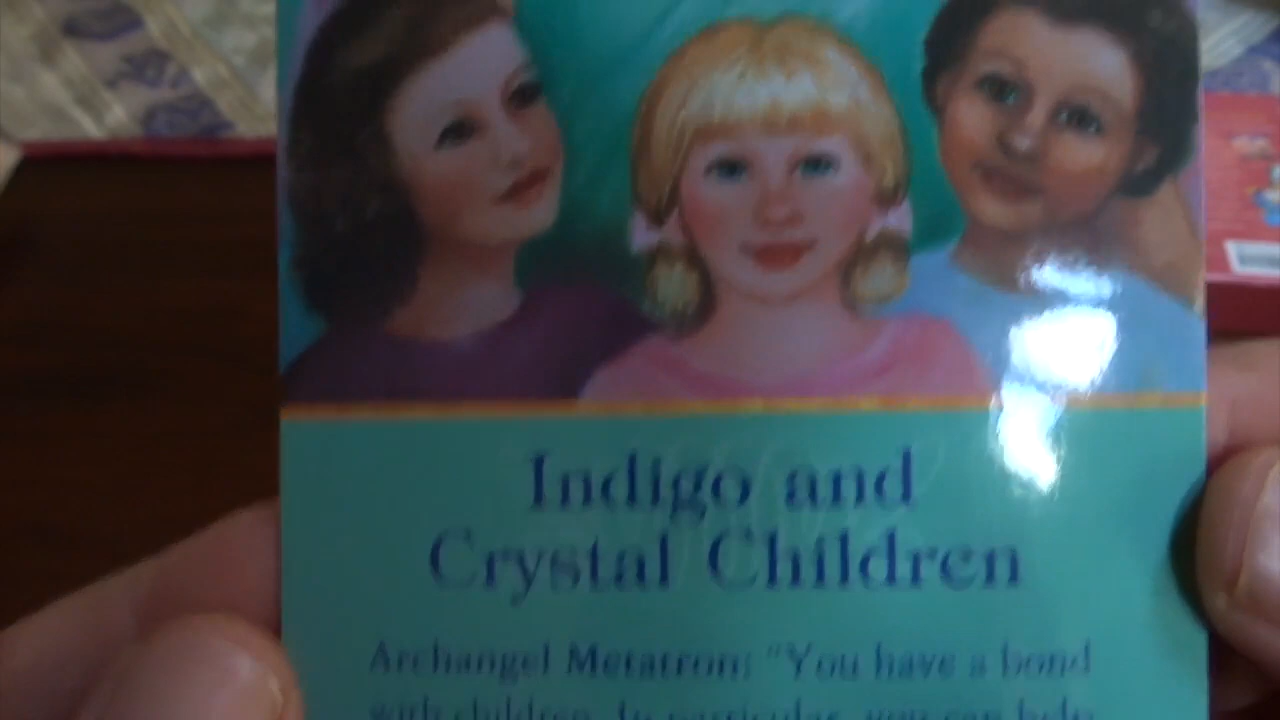 Indigo and
Crystal Children
Archangel Metatron: "You have a bond
with children. In particular, you can help